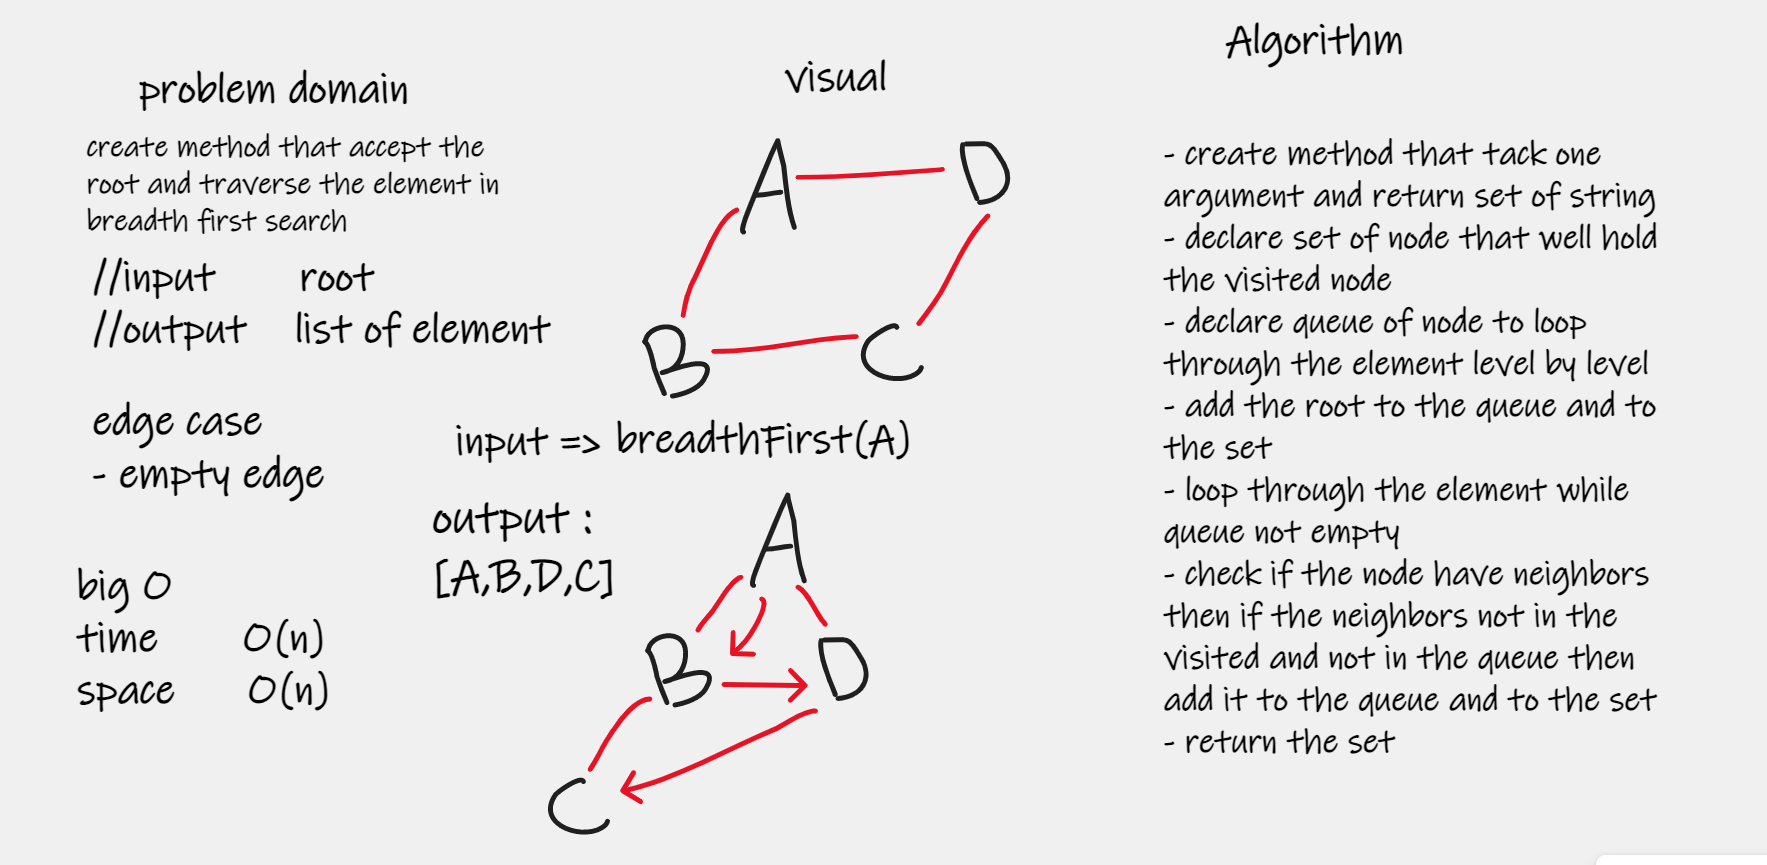 problem domain
create method that accept the
root and traverse the element in
breadth first search
//input root
//output list of element
edge case
- empty edge
big O
time O(n)
space O(n)
visual
A D
B C
input => breadthFirst(A)
output :
[A,B,D,C]
A
B D
C
Algorithm
- create method that tack one
argument and return set of string
- declare set of node that well hold
the visited node
- declare queue of node to loop
through the element level by level
- add the root to the queue and to
the set
- loop through the element while
queue not empty
- check if the node have neighbors
then if the neighbors not in the
visited and not in the queue then
add it to the queue and to the set
- return the set